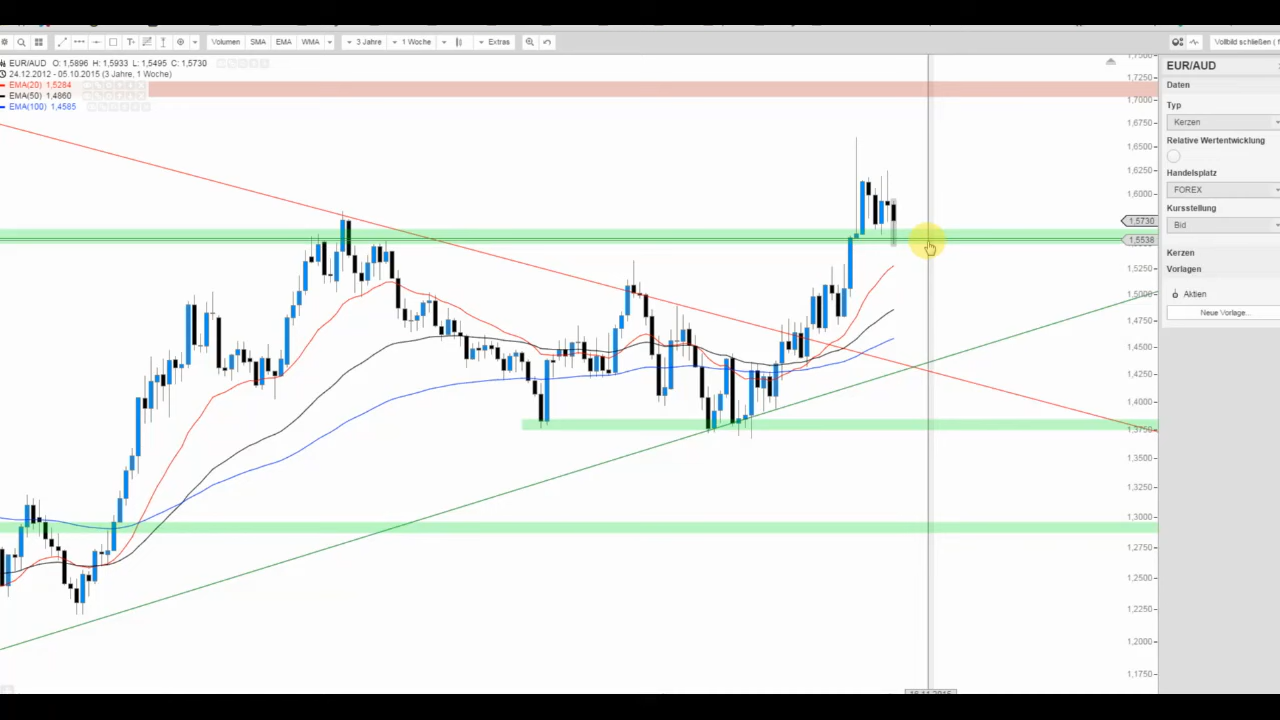 Volumen SMA EMA WMA 3 Jahre 1 Woche Extras Vollbild schließen (
EUR/AUD O: 1,5896 H: 1,5933 L: 1,5495 C: 1,5730
24.12.2012 - 05.10.2015 (3 Jahre, 1 Woche)
EMA(20) 1,5284
EMA(50) 1,4860
EMA(100) 1,4585
1,7250
1,7000
1,6750
1,6500
1,6250
1,6000
1,5730
1,5538
1,5250
1,5000
1,4750
1,4500
1,4250
1,4000
1,3750
1,3500
1,3250
1,3000
1,2750
1,2500
1,2250
1,2000
1,1750
EUR/AUD
Daten
Typ
Kerzen
Relative Wertentwicklung
Handelsplatz
FOREX
Kursstellung
Bid
Kerzen
Vorlagen
Aktien
Neue Vorlage...